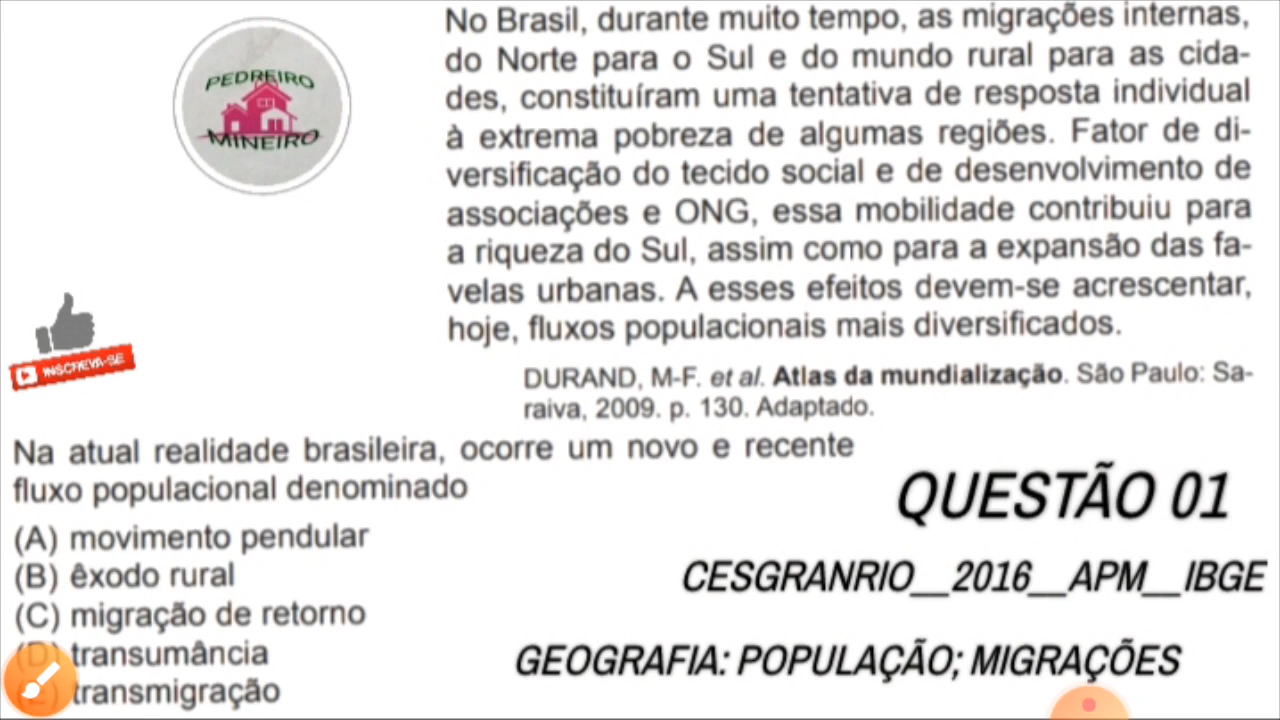 PEDREIRO
MINEIRO
No Brasil, durante muito tempo, as migrações internas,
do Norte para o Sul e do mundo rural para as cida-
des, constituíram uma tentativa de resposta individual
à extrema pobreza de algumas regiões. Fator de di-
versificação do tecido social e de desenvolvimento de
associações e ONG, essa mobilidade contribuiu para
a riqueza do Sul, assim como para a expansão das fa-
velas urbanas. A esses efeitos devem-se acrescentar,
hoje, fluxos populacionais mais diversificados.
INSCREVA-SE
DURAND, M-F. et al. Atlas da mundialização. São Paulo: Sa-
raiva, 2009. p. 130. Adaptado.
Na atual realidade brasileira, ocorre um novo e recente
fluxo populacional denominado
(A) movimento pendular
(B) êxodo rural
(C) migração de retorno
(D) transumância
(E) transmigração
QUESTÃO 01
CESGRANRIO__2016__APM__IBGE
GEOGRAFIA: POPULAÇÃO; MIGRAÇÕES